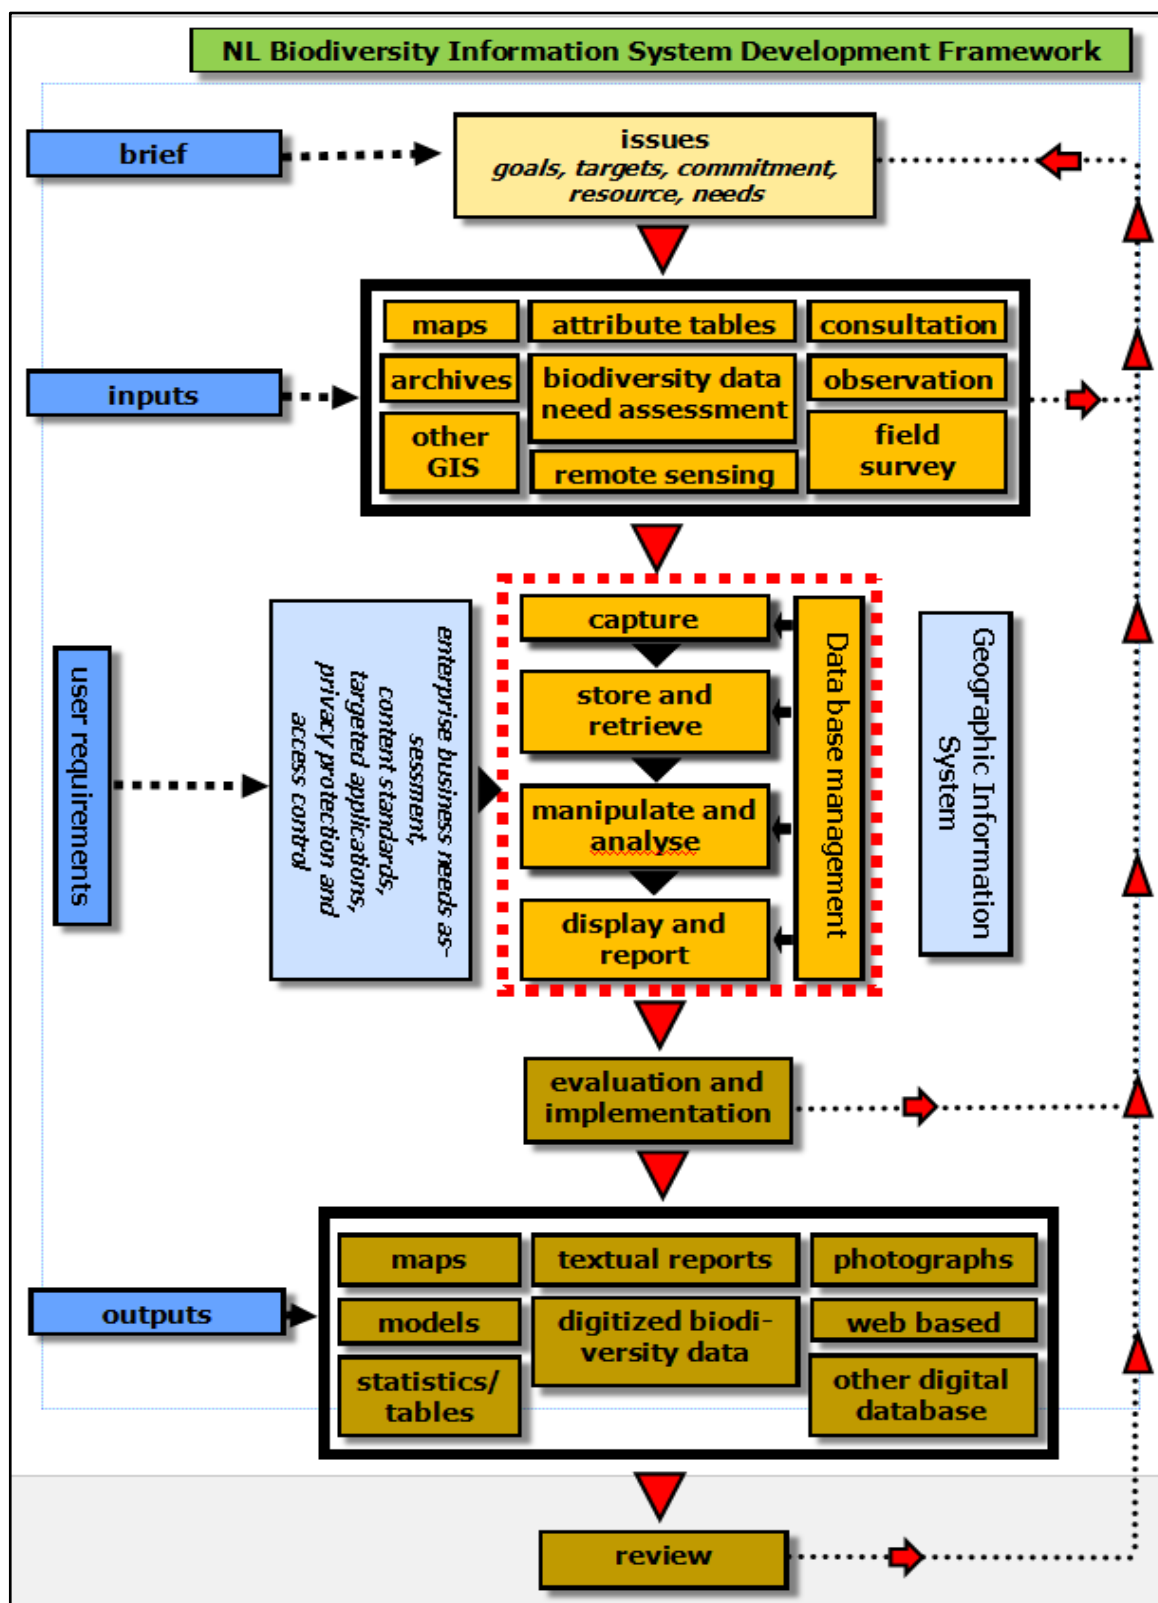 NL Biodiversity Information System Development Framework
brief
issues
goals, targets, commitment,
resource, needs
inputs
maps
attribute tables
consultation
archives
biodiversity data
need assessment
observation
other
GIS
remote sensing
field
survey
user requirements
enterprise business needs as-
sessment,
content standards,
targeted applications,
privacy protection and
access control
capture
store and
retrieve
manipulate and
analyse
display and
report
Data base management
Geographic Information
System
evaluation and
implementation
outputs
maps
textual reports
photographs
models
digitized biodi-
versity data
web based
statistics/
tables
other digital
database
review